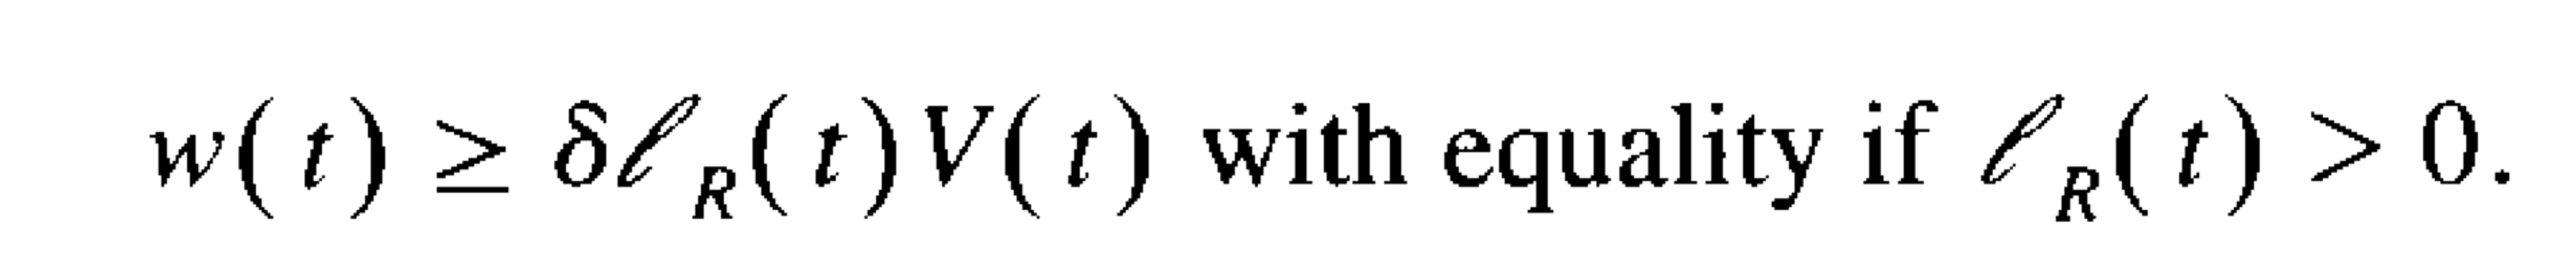 w(t) ≥ δℓ_R(t)V(t) with equality if ℓ_R(t) > 0.